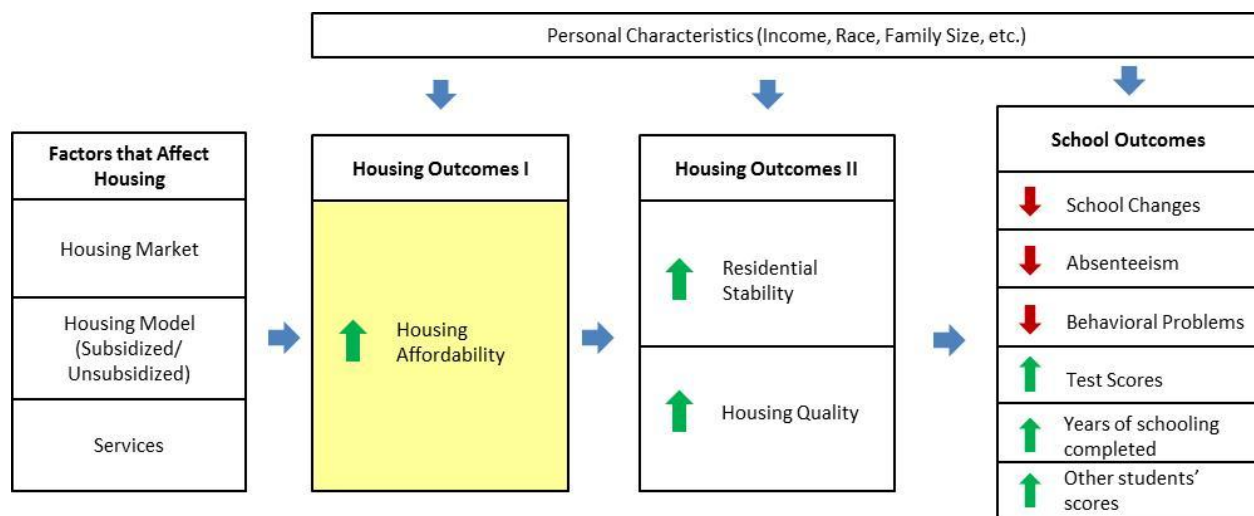 Personal Characteristics (Income, Race, Family Size, etc.)
Factors that Affect
Housing
Housing Market
Housing Model
(Subsidized/
Unsubsidized)
Services
Housing Outcomes I
Housing
Affordability
Housing Outcomes II
Residential
Stability
Housing Quality
School Outcomes
School Changes
Absenteeism
Behavioral Problems
Test Scores
Years of schooling
completed
Other students’
scores